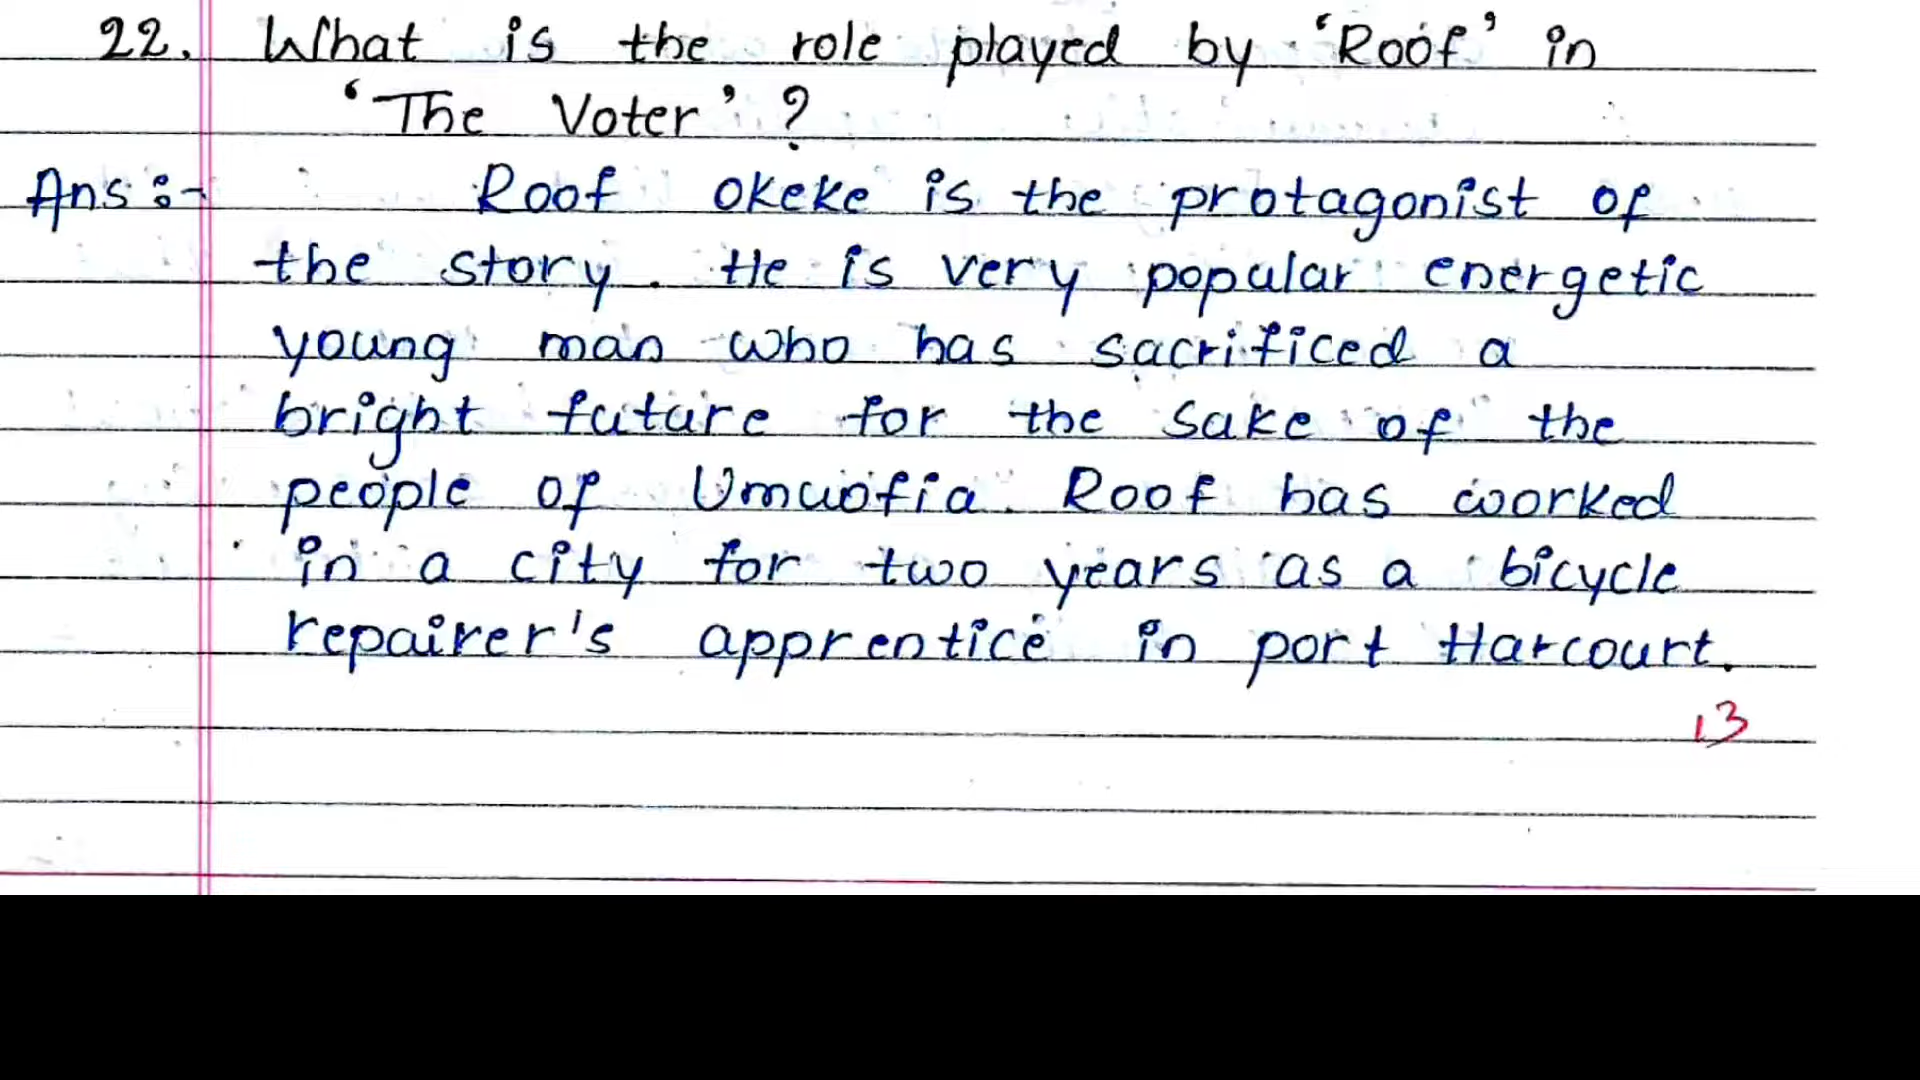 22. What is the role played by 'Roof' in
'The Voter' ?
Ans :- Roof Okeke is the protagonist of
the story. He is very popular energetic
young man who has sacrificed a
bright future for the sake of the
people of Umuofia. Roof has worked
in a city for two years as a bicycle
repairer's apprentice in port Harcourt.
13